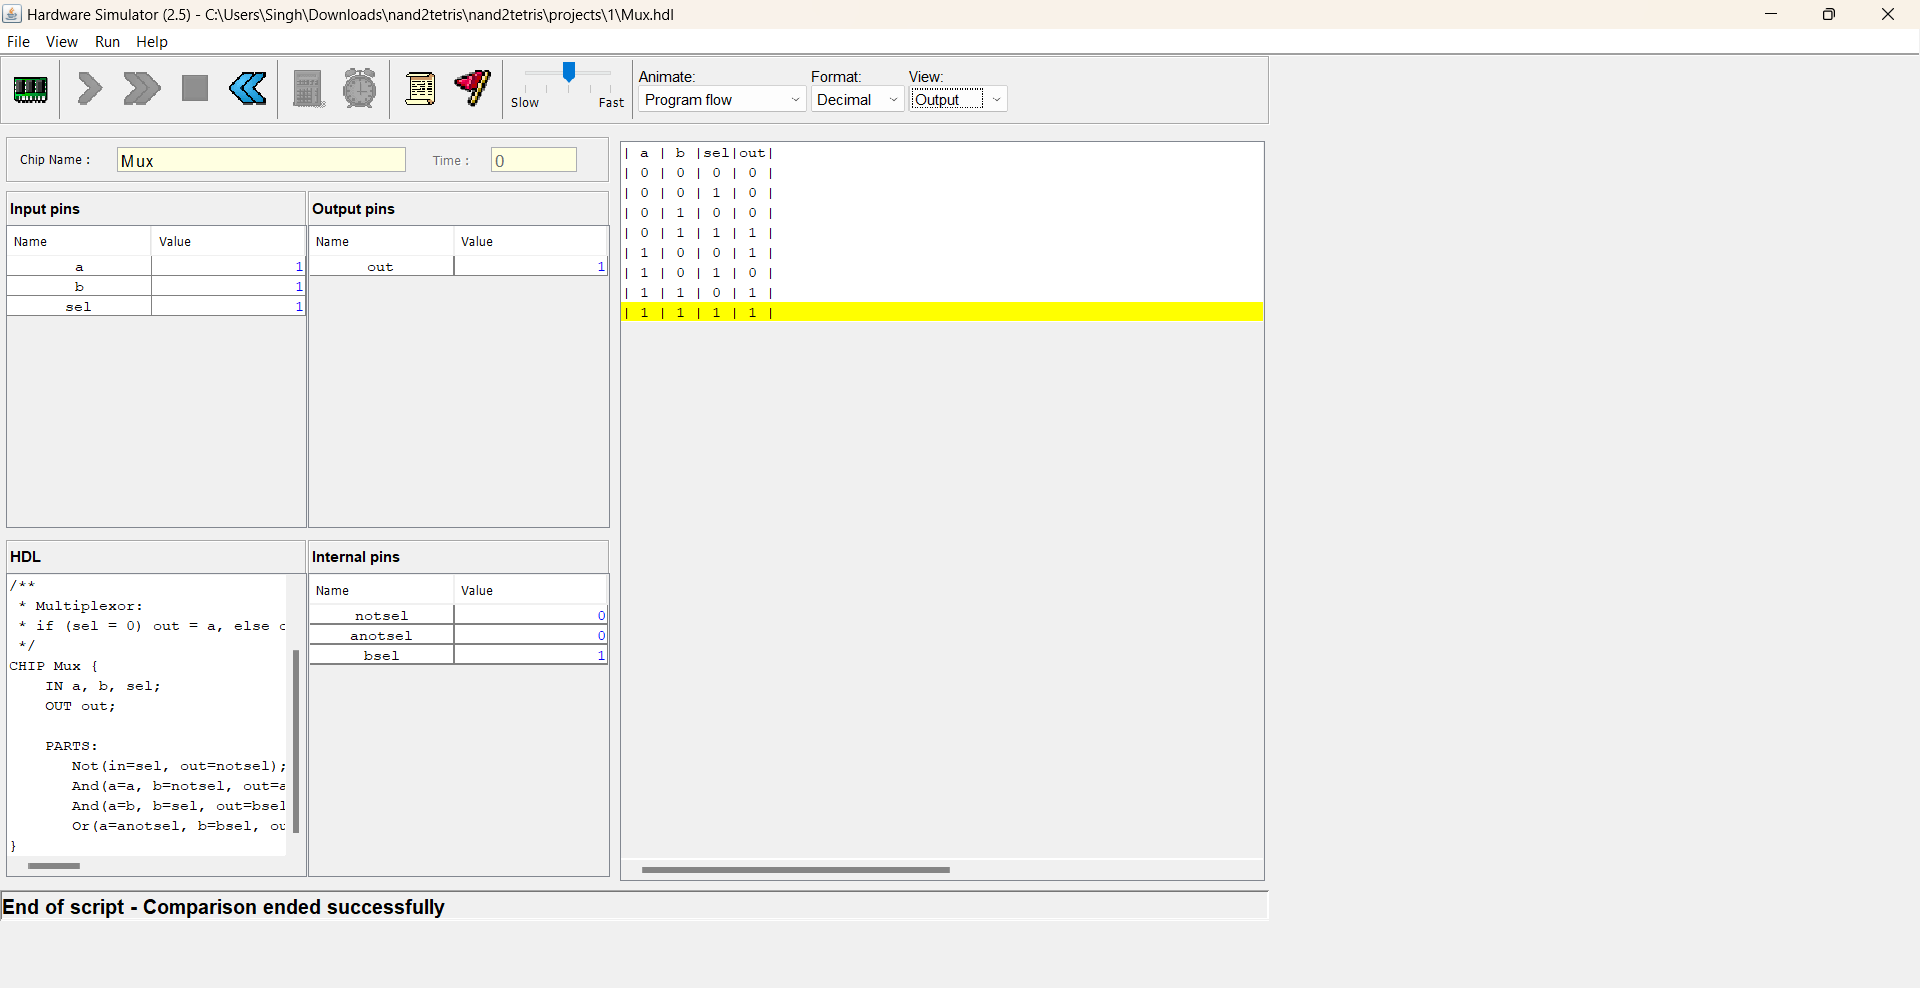 Hardware Simulator (2.5) - C:\Users\Singh\Downloads\nand2tetris\nand2tetris\projects\1\Mux.hdl
File View Run Help
Slow Fast
Animate:
Program flow
Format:
Decimal
View:
Output
Chip Name : Mux Time : 0
Input pins
Name Value
a 1
b 1
sel 1
Output pins
Name Value
out 1
HDL
/**
* Multiplexor:
* if (sel = 0) out = a, else
*/
CHIP Mux {
IN a, b, sel;
OUT out;
PARTS:
Not(in=sel, out=notsel);
And(a=a, b=notsel, out=a
And(a=b, b=sel, out=bsel
Or(a=anotsel, b=bsel, ou
}
Internal pins
Name Value
notsel 0
anotsel 0
bsel 1
| a | b |sel|out|
| 0 | 0 | 0 | 0 |
| 0 | 0 | 1 | 0 |
| 0 | 1 | 0 | 0 |
| 0 | 1 | 1 | 1 |
| 1 | 0 | 0 | 1 |
| 1 | 0 | 1 | 0 |
| 1 | 1 | 0 | 1 |
| 1 | 1 | 1 | 1 |
End of script - Comparison ended successfully